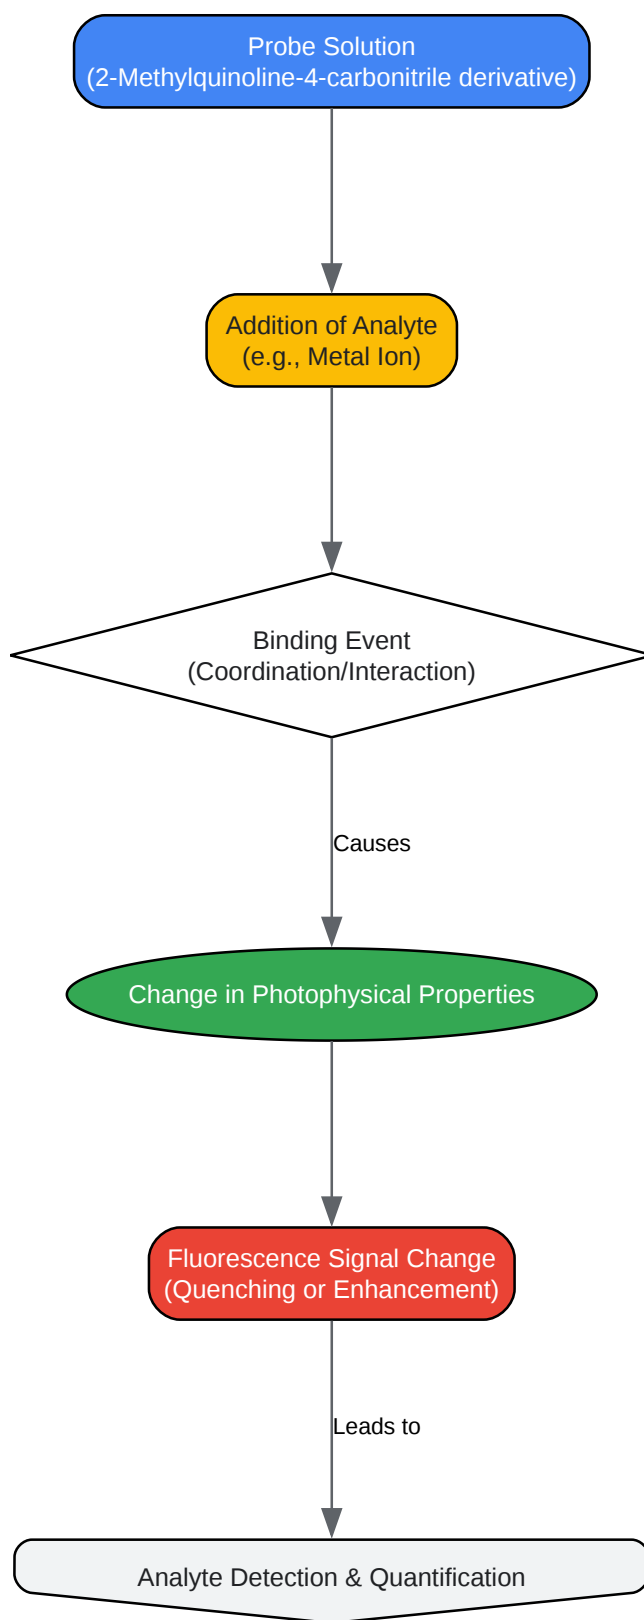 Probe Solution
(2-Methylquinoline-4-carbonitrile derivative)
Addition of Analyte
(e.g., Metal Ion)
Binding Event
(Coordination/Interaction)
Causes
Change in Photophysical Properties
Fluorescence Signal Change
(Quenching or Enhancement)
Leads to
Analyte Detection & Quantification